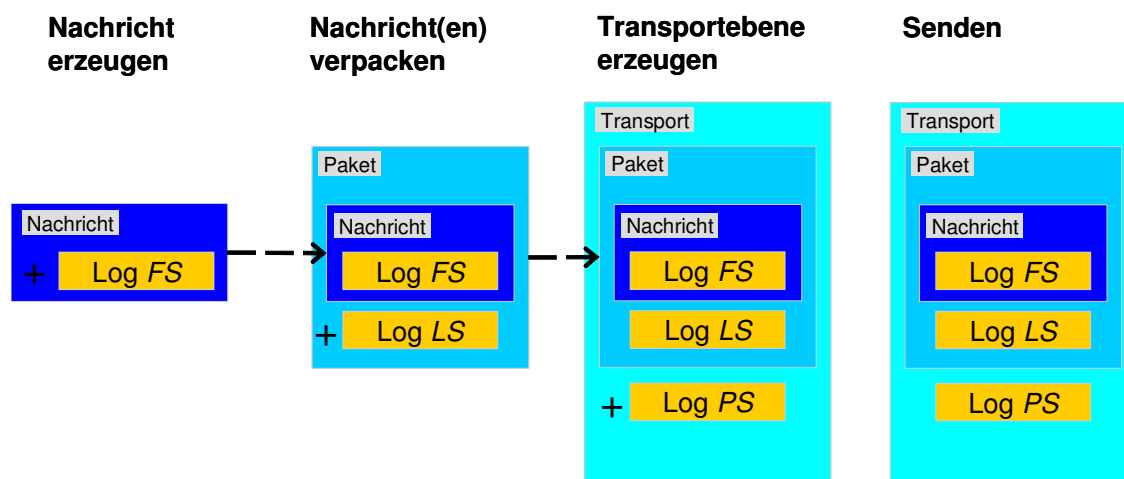 Nachricht
erzeugen
Nachricht(en)
verpacken
Transportebene
erzeugen
Senden
Nachricht
+ Log FS
Paket
Nachricht
Log FS
+ Log LS
Transport
Paket
Nachricht
Log FS
Log LS
+ Log PS
Transport
Paket
Nachricht
Log FS
Log LS
Log PS